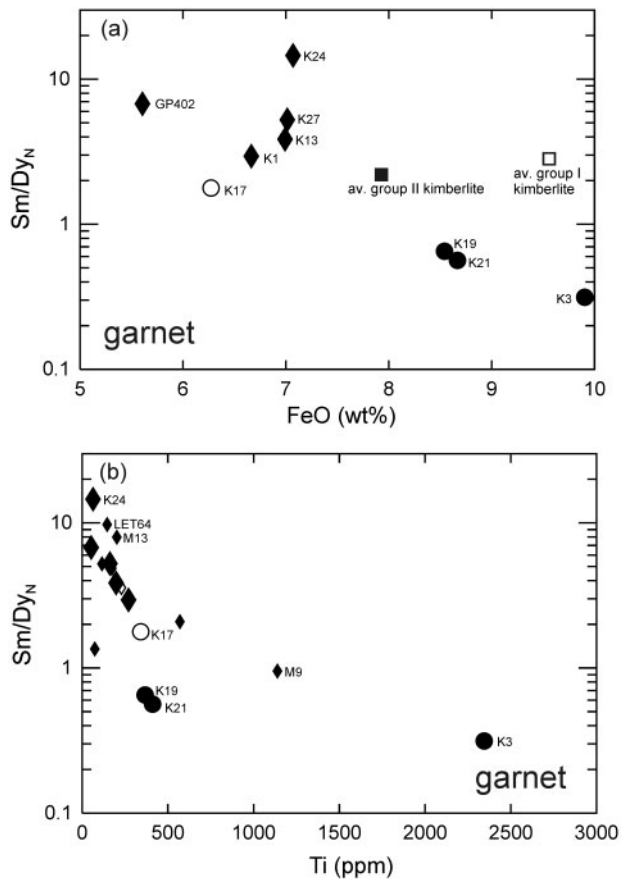 (a)
K24
10
GP402
K27
K13
K1
K17
av. group II kimberlite
av. group I
kimberlite
Sm/DyN
1
K19
K21
K3
garnet
0.1
5 6 7 8 9 10
FeO (wt%)
(b)
K24
LET64
10
M13
K17
Sm/DyN
1
M9
K19
K21
K3
garnet
0.1
0 500 1000 1500 2000 2500 3000
Ti (ppm)